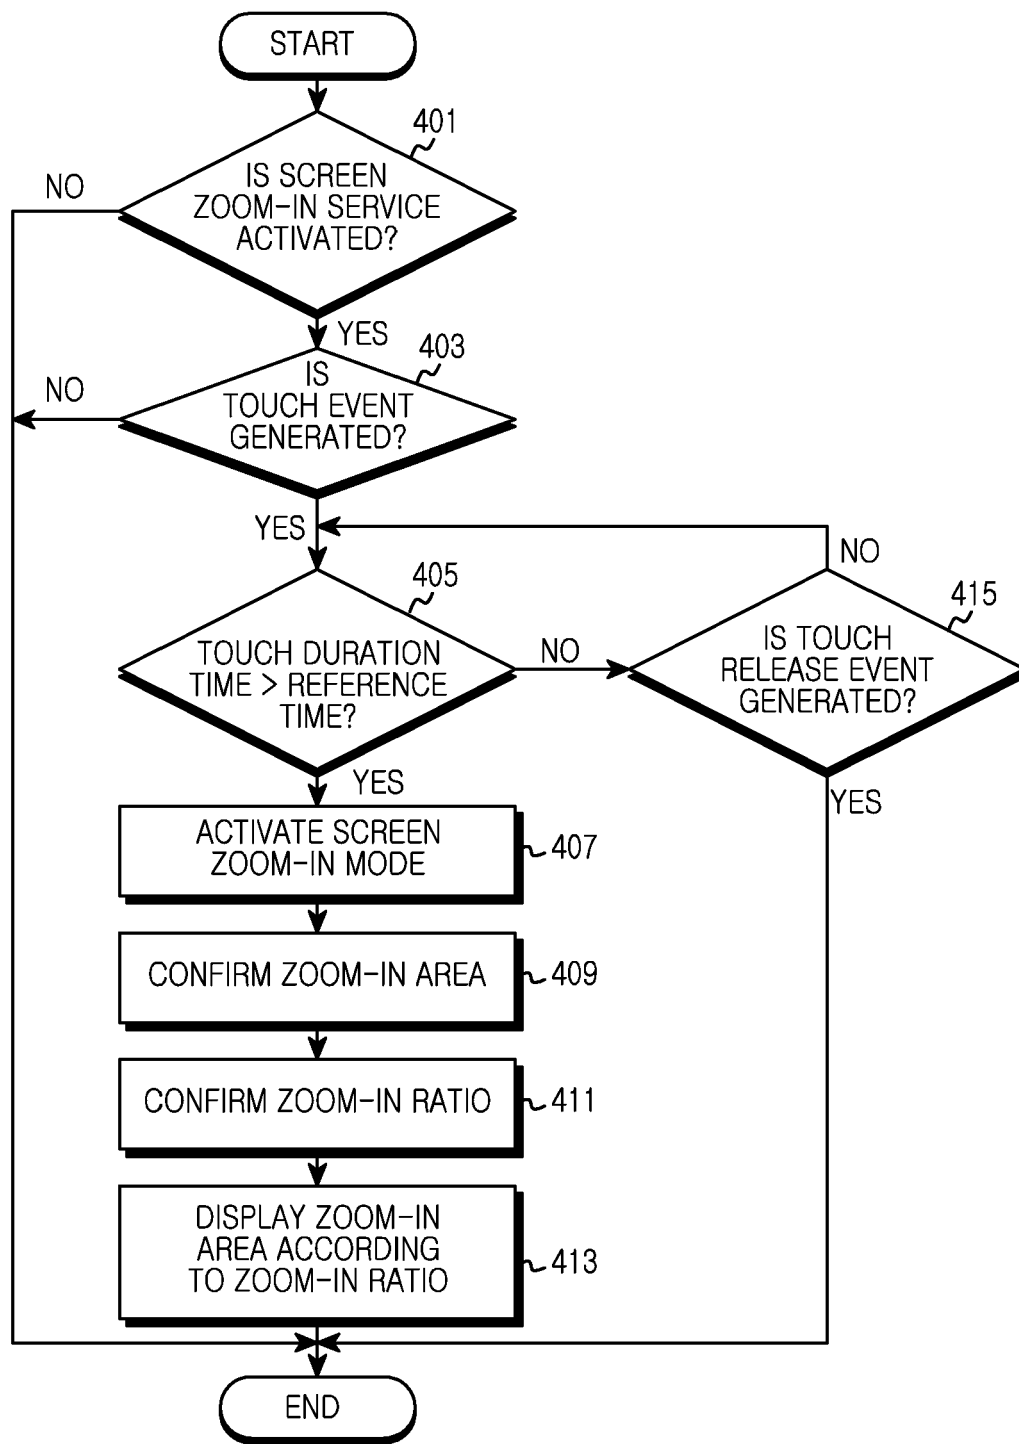 START
401
IS SCREEN
ZOOM-IN SERVICE
ACTIVATED?
NO
YES
403
IS
TOUCH EVENT
GENERATED?
NO
YES
405
TOUCH DURATION
TIME > REFERENCE
TIME?
NO
415
IS TOUCH
RELEASE EVENT
GENERATED?
NO
YES
YES
ACTIVATE SCREEN
ZOOM-IN MODE
407
CONFIRM ZOOM-IN AREA
409
CONFIRM ZOOM-IN RATIO
411
DISPLAY ZOOM-IN
AREA ACCORDING
TO ZOOM-IN RATIO
413
END